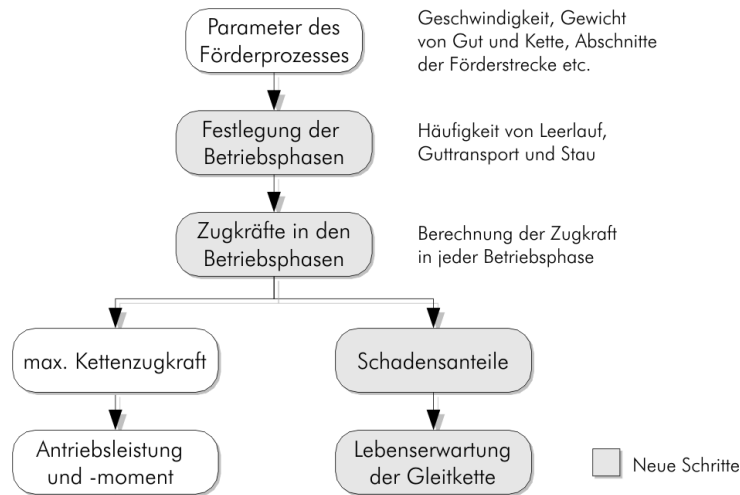 Parameter des
Förderprozesses
Geschwindigkeit, Gewicht
von Gut und Kette, Abschnitte
der Förderstrecke etc.
Festlegung der
Betriebsphasen
Häufigkeit von Leerlauf,
Guttransport und Stau
Zugkräfte in den
Betriebsphasen
Berechnung der Zugkraft
in jeder Betriebsphase
max. Kettenzugkraft
Schadensanteile
Antriebsleistung
und -moment
Lebenserwartung
der Gleitkette
Neue Schritte